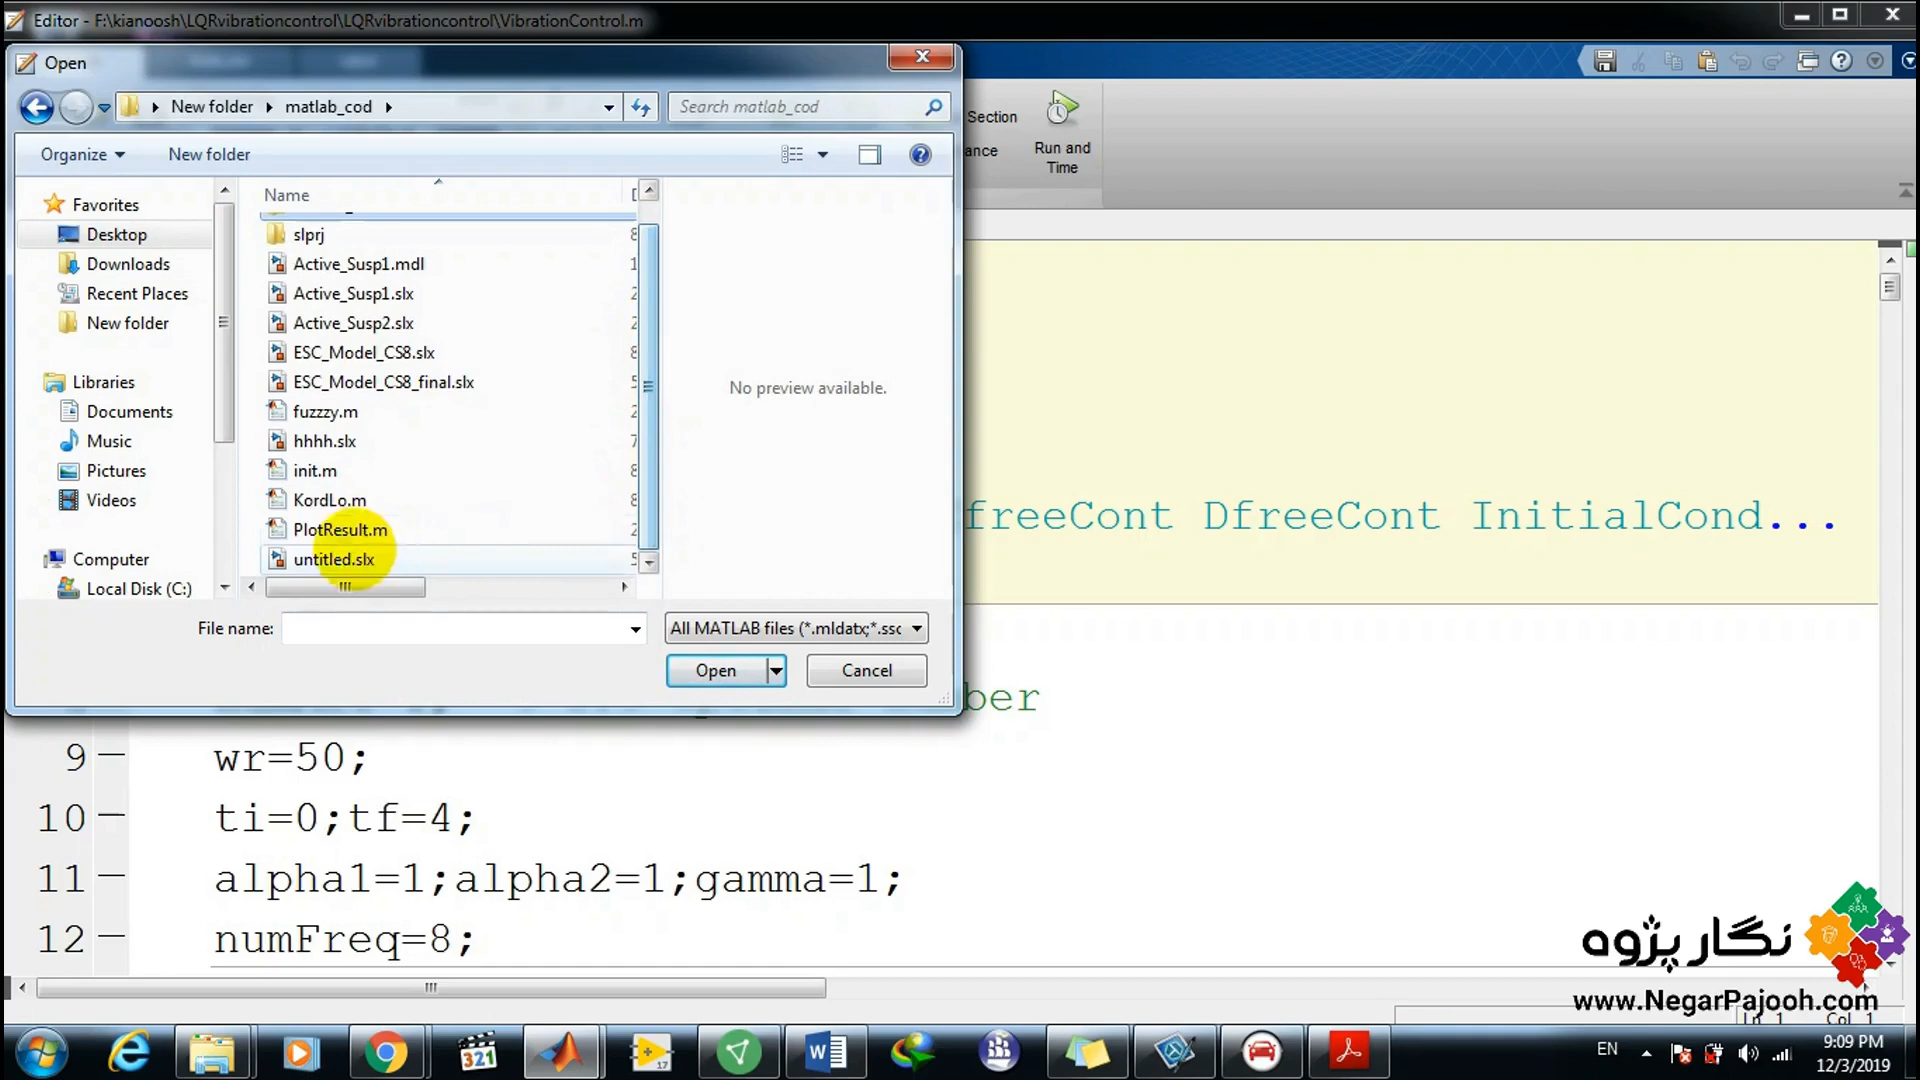 Editor - F:\kianoosh\LQRvibrationcontrol\LQRvibrationcontrol\VibrationControl.m
Open
New folder
matlab_cod
Search matlab_cod
Organize
New folder
Section
Run and
Time
Name
Favorites
Desktop
Downloads
Recent Places
New folder
Libraries
Documents
Music
Pictures
Videos
Computer
Local Disk (C:)
slprj
Active_Susp1.mdl
Active_Susp1.slx
Active_Susp2.slx
ESC_Model_CS8.slx
ESC_Model_CS8_final.slx
fuzzzy.m
hhhh.slx
init.m
KordLo.m
PlotResult.m
untitled.slx
No preview available.
File name:
All MATLAB files (*.mldatx;*.ssc
Open
Cancel
freeCont DfreeCont InitialCond...
9 wr=50;
10 ti=0;tf=4;
11 alpha1=1;alpha2=1;gamma=1;
12 numFreq=8;
نگار پژوه
www.NegarPajooh.com
321
17
EN
9:09 PM
12/3/2019